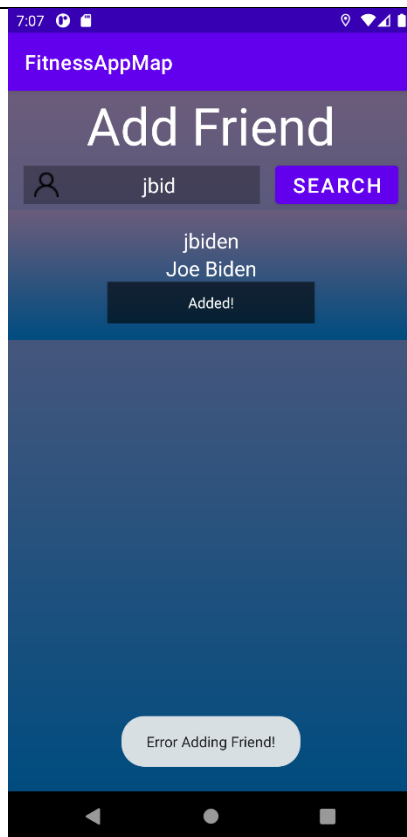 7:07
FitnessAppMap
Add Friend
jbid SEARCH
jbiden
Joe Biden
Added!
Error Adding Friend!